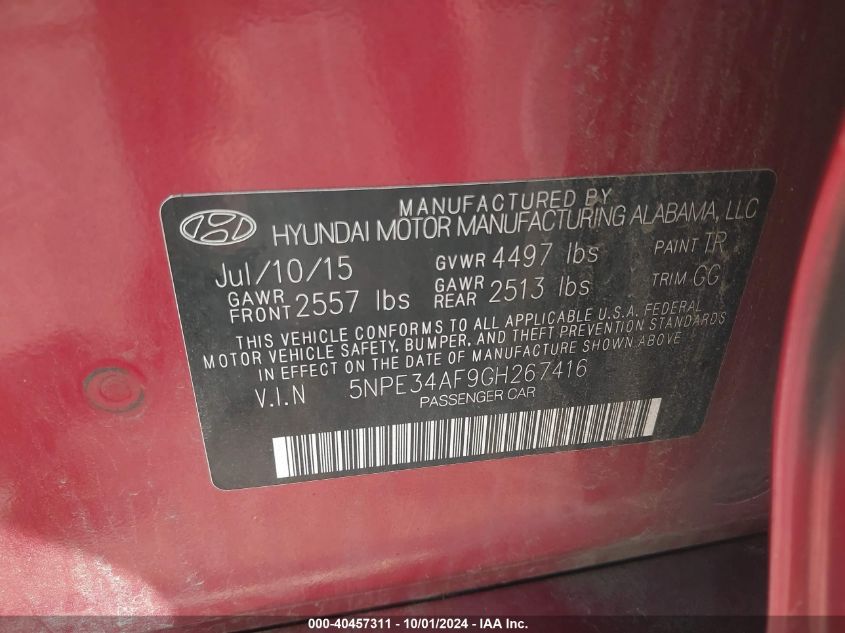 MANUFACTURED BY
HYUNDAI MOTOR MANUFACTURING ALABAMA, LLC
Jul/10/15 GVWR 4497 lbs PAINT TR
GAWR FRONT 2557 lbs GAWR REAR 2513 lbs TRIM GG
THIS VEHICLE CONFORMS TO ALL APPLICABLE U.S.A. FEDERAL
MOTOR VEHICLE SAFETY, BUMPER, AND THEFT PREVENTION STANDARDS
IN EFFECT ON THE DATE OF MANUFACTURE SHOWN ABOVE.
V.I.N 5NPE34AF9GH267416
PASSENGER CAR
000-40457311 - 10/01/2024 - IAA Inc.